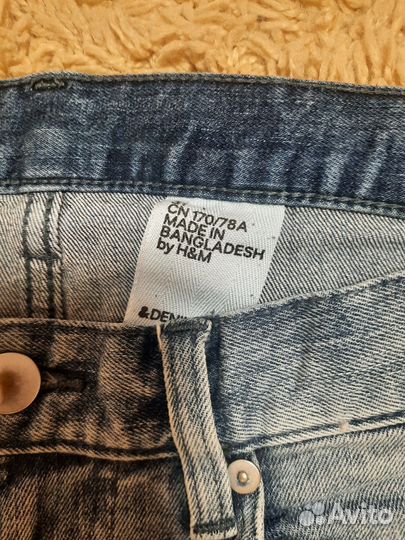 CN 170/78A
MADE IN
BANGLADESH
by H&M
&DENI
Avito